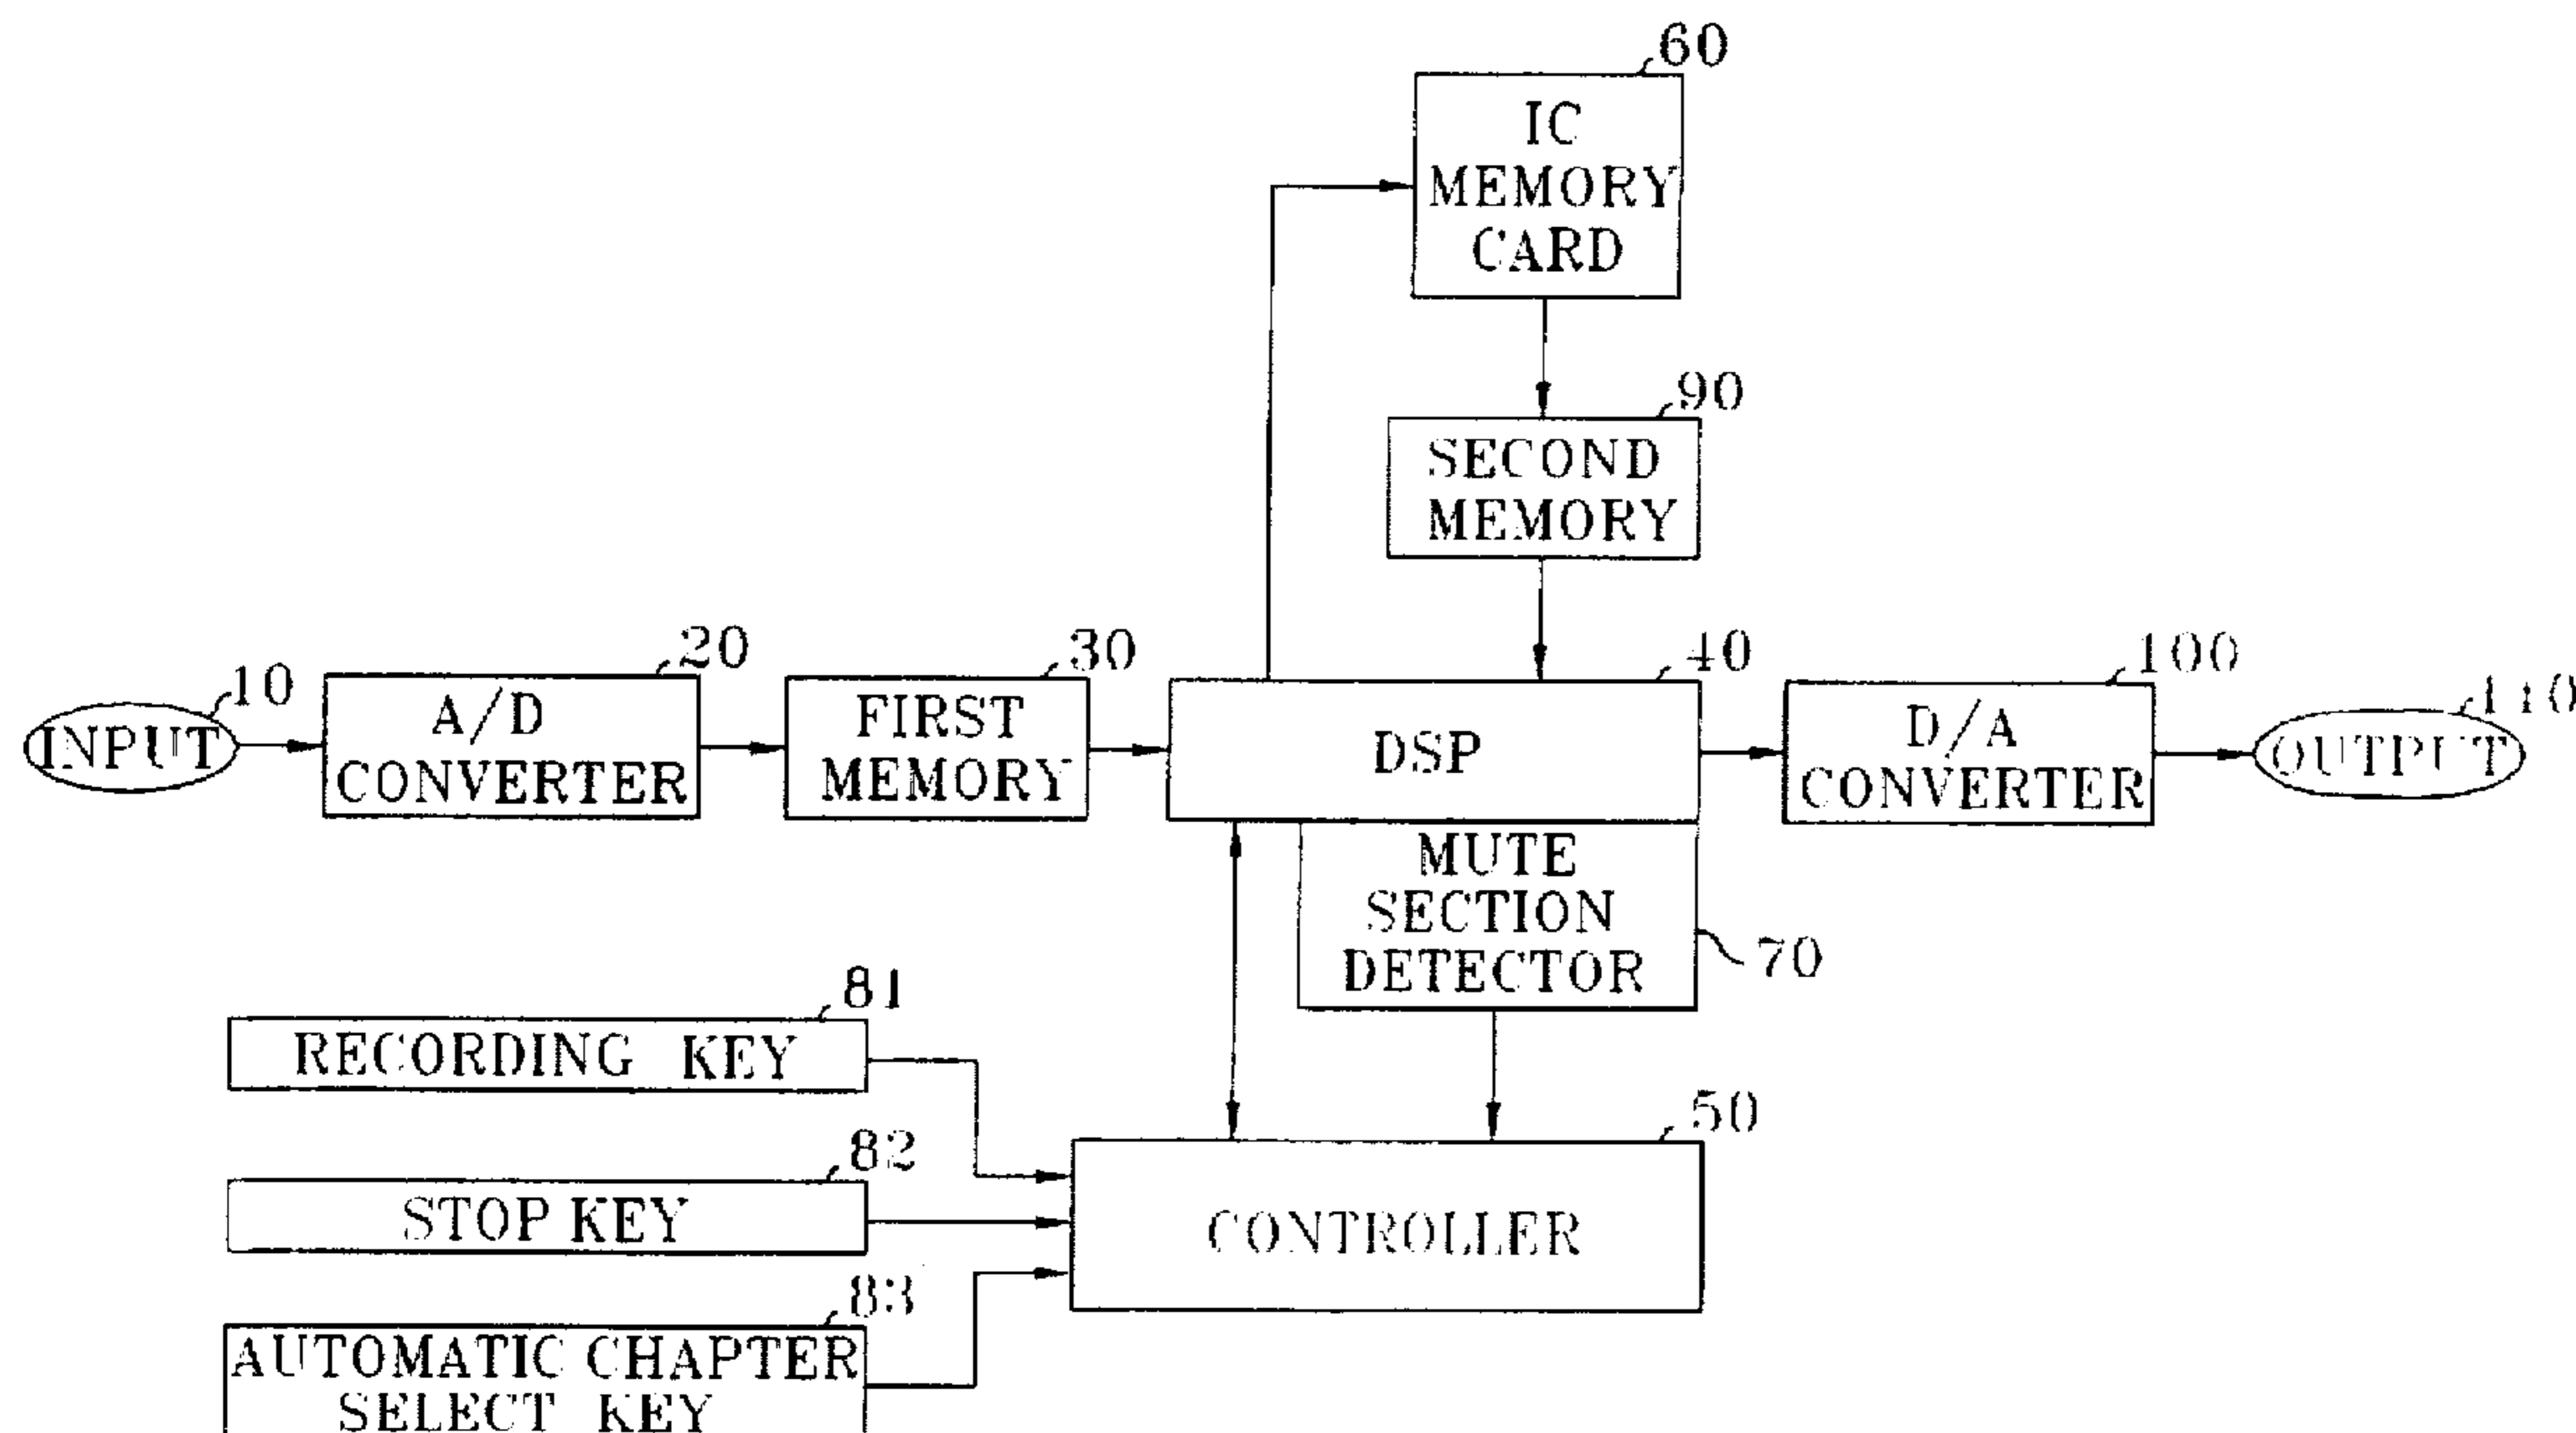 60
IC
MEMORY
CARD
90
SECOND
MEMORY
10
INPUT
20
A/D
CONVERTER
30
FIRST
MEMORY
40
DSP
100
D/A
CONVERTER
110
OUTPUT
MUTE
SECTION
DETECTOR
70
81
RECORDING KEY
82
STOP KEY
83
AUTOMATIC CHAPTER
SELECT KEY
50
CONTROLLER